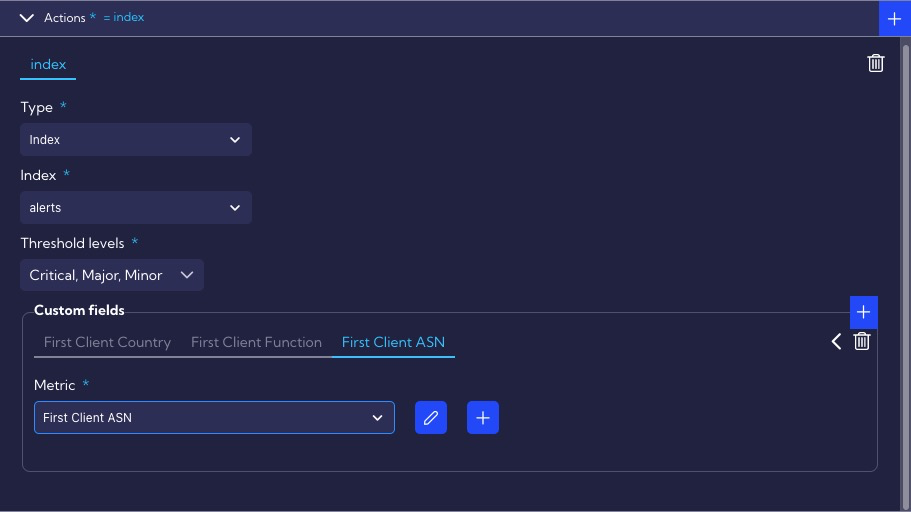 Actions * = index
index
Type *
Index
Index *
alerts
Threshold levels *
Critical, Major, Minor
Custom fields
First Client Country First Client Function First Client ASN
Metric *
First Client ASN